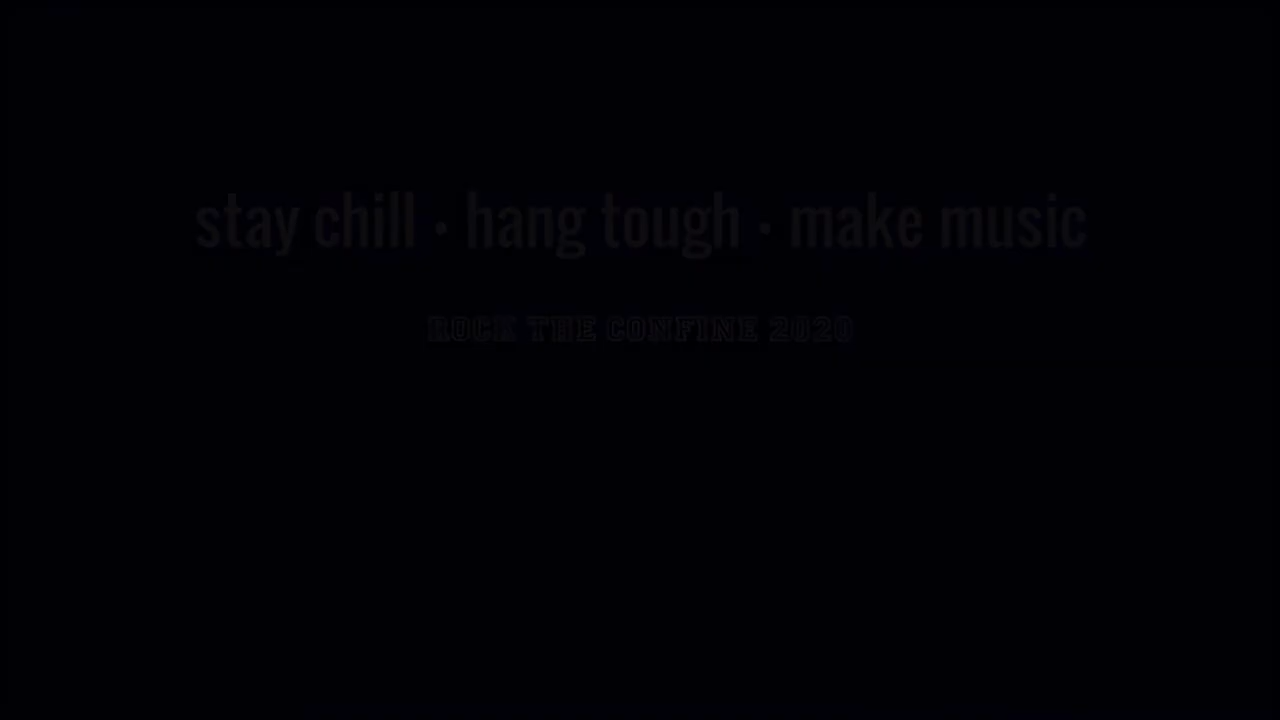 stay chill • hang tough • make music
ROCK THE CONFINE 2020